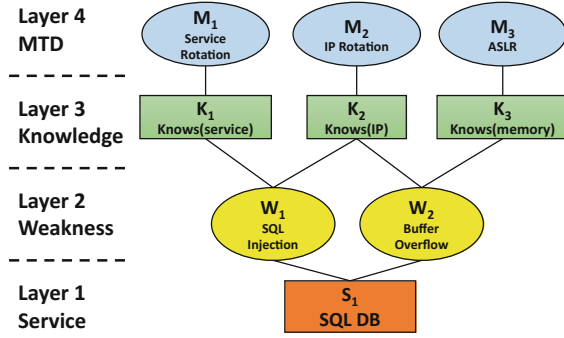 Layer 4
MTD
M1
Service
Rotation
M2
IP Rotation
M3
ASLR
Layer 3
Knowledge
K1
Knows(service)
K2
Knows(IP)
K3
Knows(memory)
Layer 2
Weakness
W1
SQL
Injection
W2
Buffer
Overflow
Layer 1
Service
S1
SQL DB